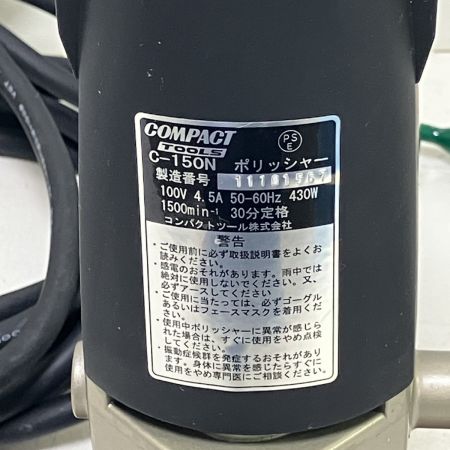 COMPACT
TOOLS
PS
E
C-150N ポリッシャー
製造番号
100V 4.5A 50-60Hz 430W
1500min-1 30分定格
コンパクトツール株式会社
警告
・ご使用前に必ず取扱説明書をよくお
読みください。
・感電のおそれがあります。雨中では
絶対に使用しないでください。又、
必ずアースしてください
・ご使用に当たっては、必ずゴーグル
あるいはフェースマスクを着用くだ
さい。
・使用中ポリッシャーに異常が感じら
れた場合は、すぐに使用をやめ点検
してください。
・振動症候群を発症するおそれがあり
ます。身体に異常を感じたらすぐに
使用をやめ専門医にご相談ください。